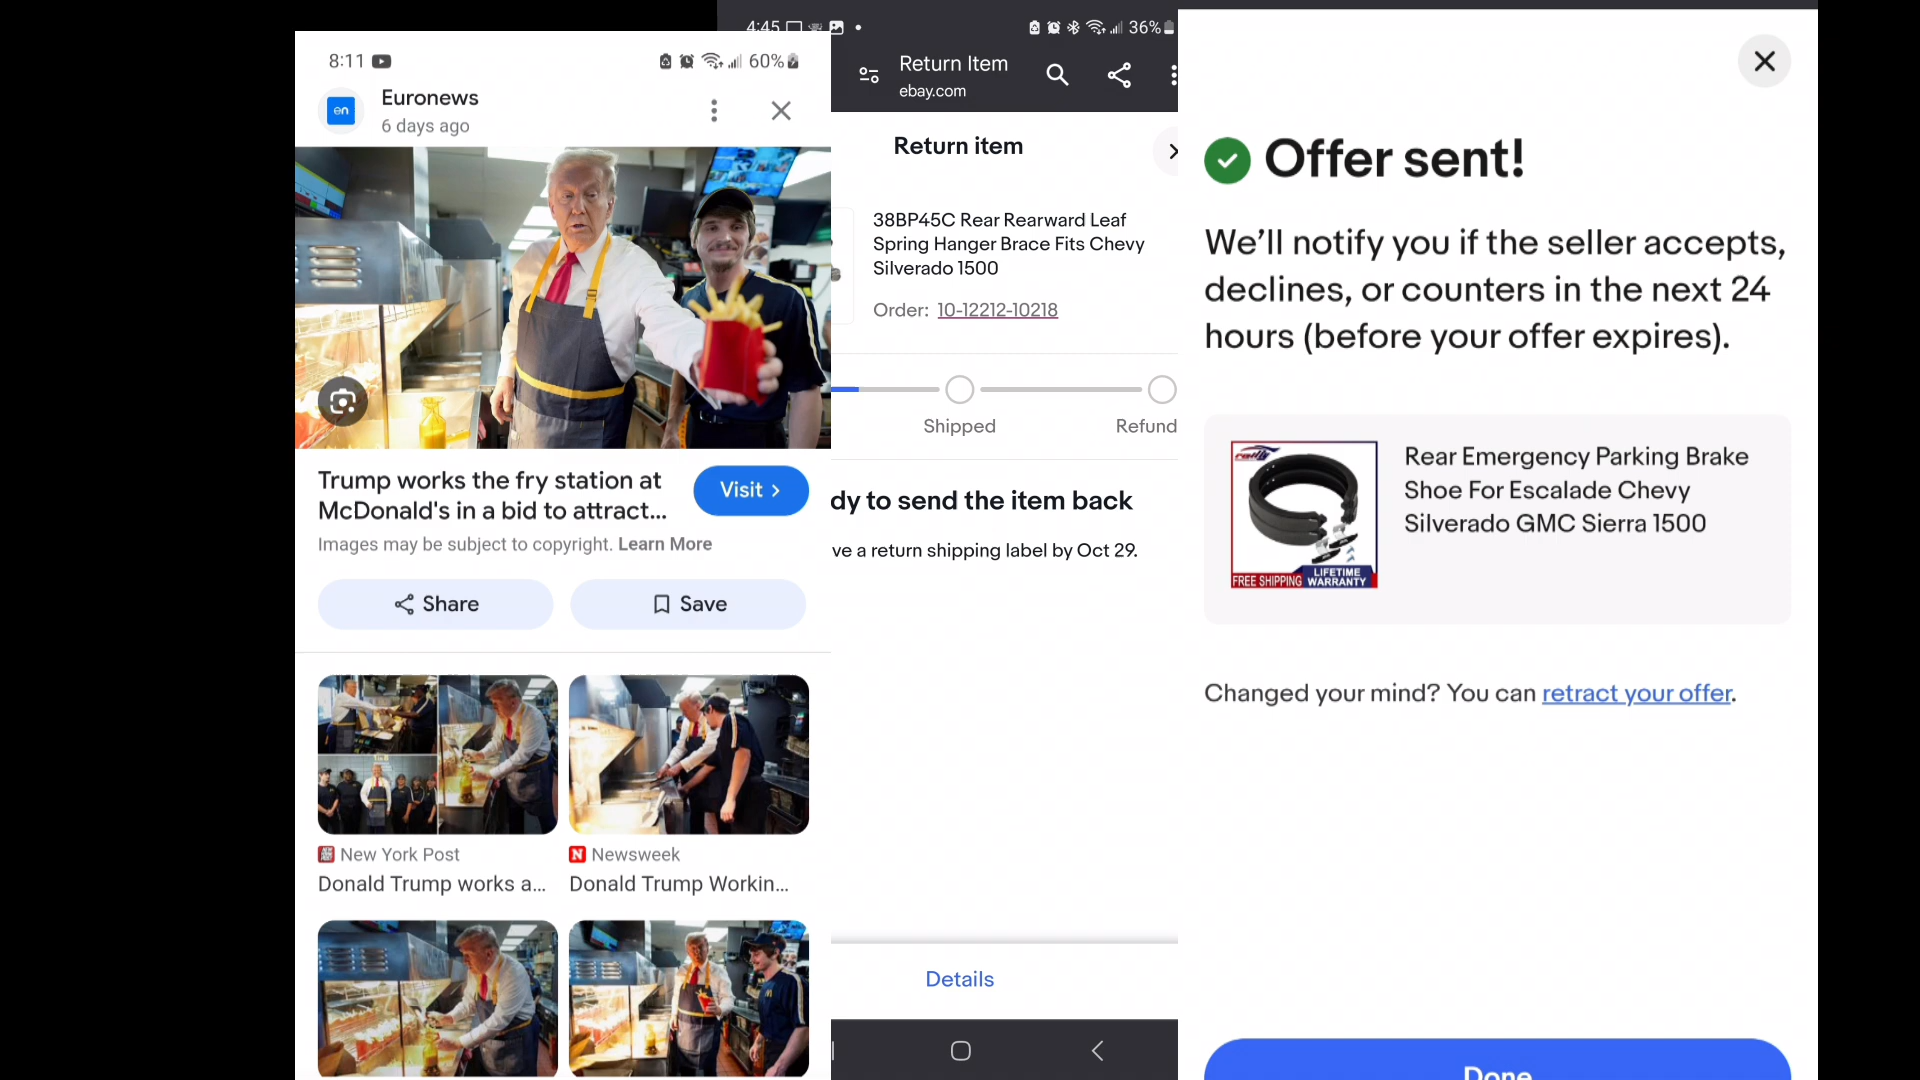 8:11
60%
en
Euronews
6 days ago
Trump works the fry station at
McDonald's in a bid to attract...
Visit
Images may be subject to copyright. Learn More
Share
Save
New York Post
Donald Trump works a...
Newsweek
Donald Trump Workin...
4:45
36%
Return Item
ebay.com
Return item
38BP45C Rear Rearward Leaf
Spring Hanger Brace Fits Chevy
Silverado 1500
Order: 10-12212-10218
Shipped
Refund
dy to send the item back
ve a return shipping label by Oct 29.
Details
Offer sent!
We’ll notify you if the seller accepts,
declines, or counters in the next 24
hours (before your offer expires).
FREE SHIPPING
LIFETIME
WARRANTY
Rear Emergency Parking Brake
Shoe For Escalade Chevy
Silverado GMC Sierra 1500
Changed your mind? You can retract your offer.
Done